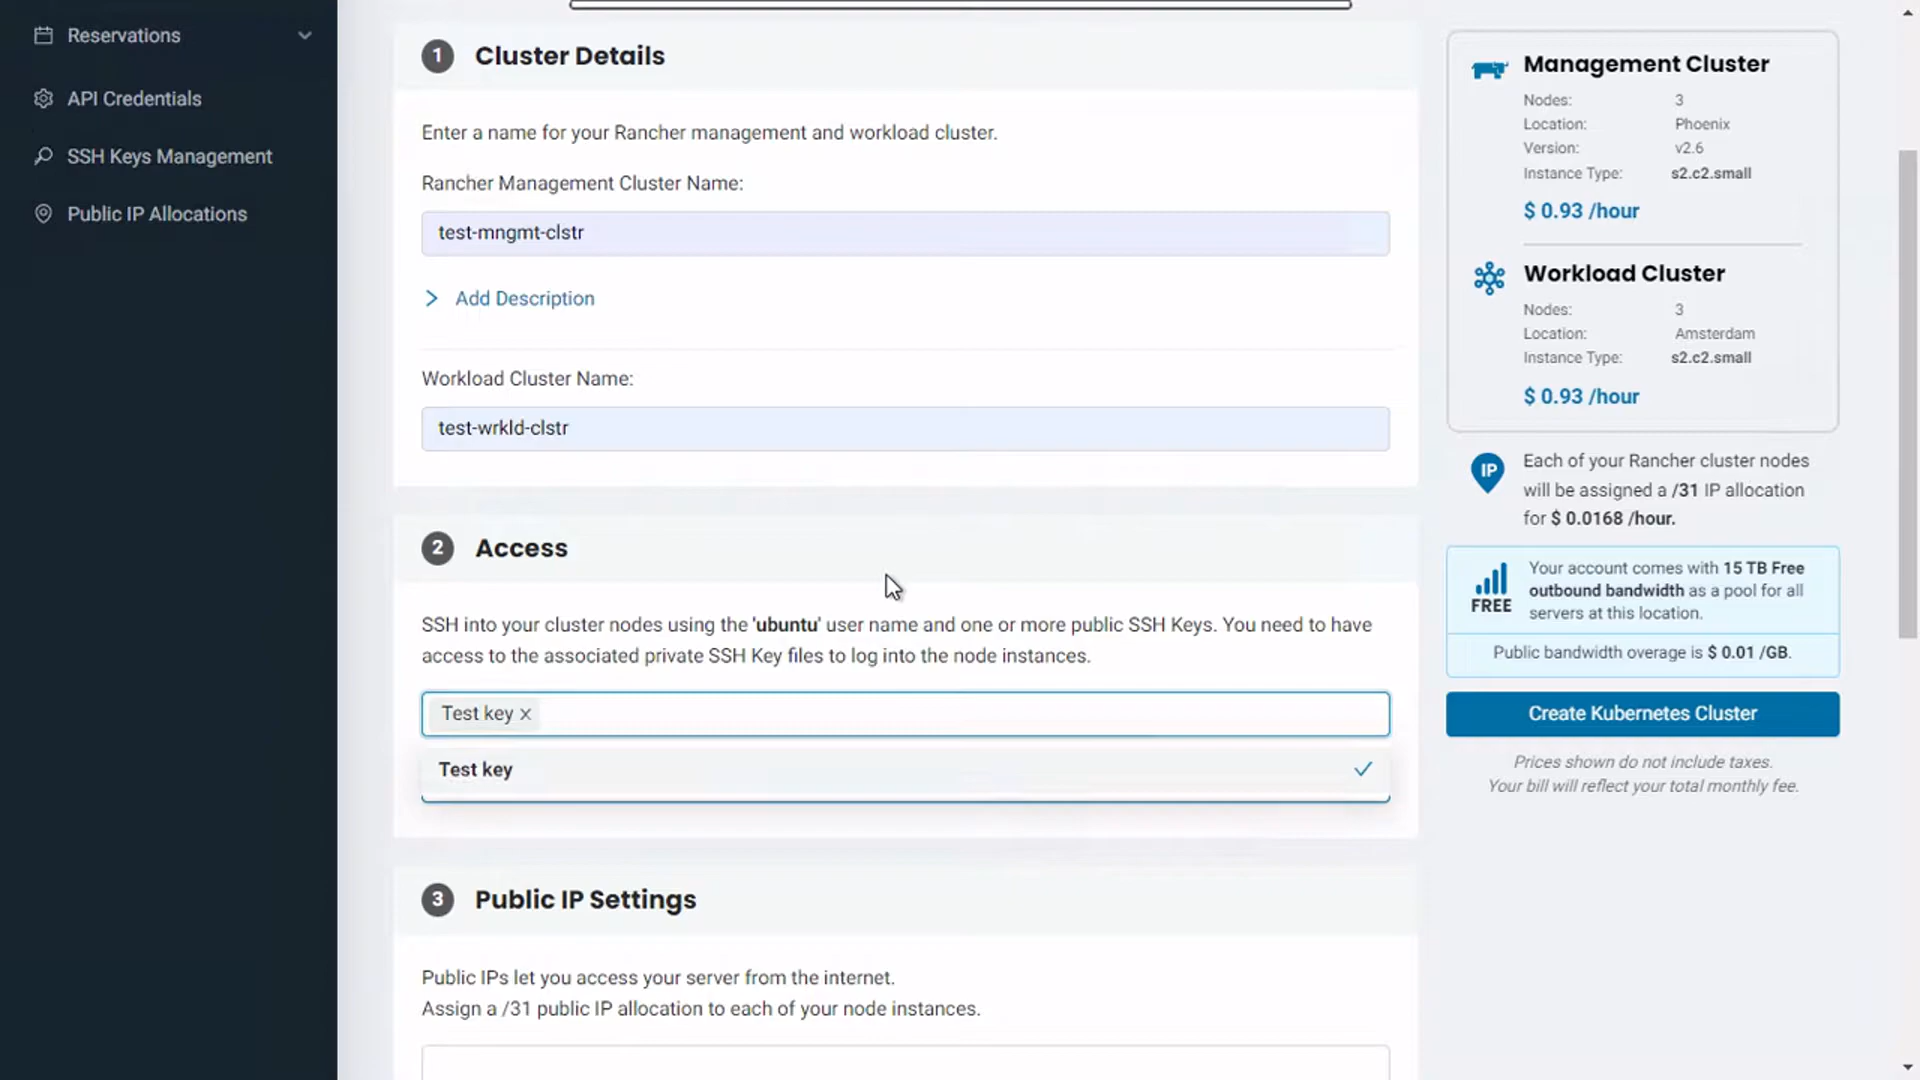 Reservations
API Credentials
SSH Keys Management
Public IP Allocations
1 Cluster Details
Enter a name for your Rancher management and workload cluster.
Rancher Management Cluster Name:
test-mngmt-clstr
Add Description
Workload Cluster Name:
test-wrkld-clstr
2 Access
SSH into your cluster nodes using the 'ubuntu' user name and one or more public SSH Keys. You need to have
access to the associated private SSH Key files to log into the node instances.
Test key ×
Test key
3 Public IP Settings
Public IPs let you access your server from the internet.
Assign a /31 public IP allocation to each of your node instances.
Management Cluster
Nodes: 3
Location: Phoenix
Version: v2.6
Instance Type: s2.c2.small
$ 0.93 /hour
Workload Cluster
Nodes: 3
Location: Amsterdam
Instance Type: s2.c2.small
$ 0.93 /hour
IP
Each of your Rancher cluster nodes
will be assigned a /31 IP allocation
for $ 0.0168 /hour.
FREE
Your account comes with 15 TB Free
outbound bandwidth as a pool for all
servers at this location.
Public bandwidth overage is $ 0.01 /GB.
Create Kubernetes Cluster
Prices shown do not include taxes.
Your bill will reflect your total monthly fee.